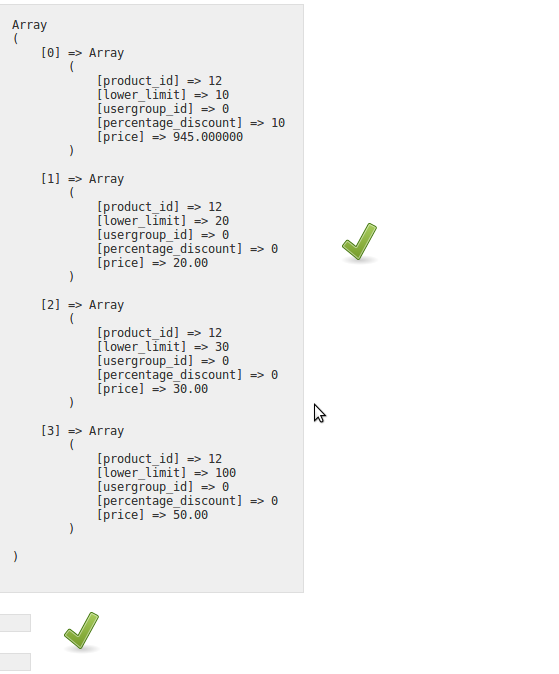 Array
(
    [0] => Array
        (
            [product_id] => 12
            [lower_limit] => 10
            [usergroup_id] => 0
            [percentage_discount] => 10
            [price] => 945.000000
        )

    [1] => Array
        (
            [product_id] => 12
            [lower_limit] => 20
            [usergroup_id] => 0
            [percentage_discount] => 0
            [price] => 20.00
        )

    [2] => Array
        (
            [product_id] => 12
            [lower_limit] => 30
            [usergroup_id] => 0
            [percentage_discount] => 0
            [price] => 30.00
        )

    [3] => Array
        (
            [product_id] => 12
            [lower_limit] => 100
            [usergroup_id] => 0
            [percentage_discount] => 0
            [price] => 50.00
        )

)